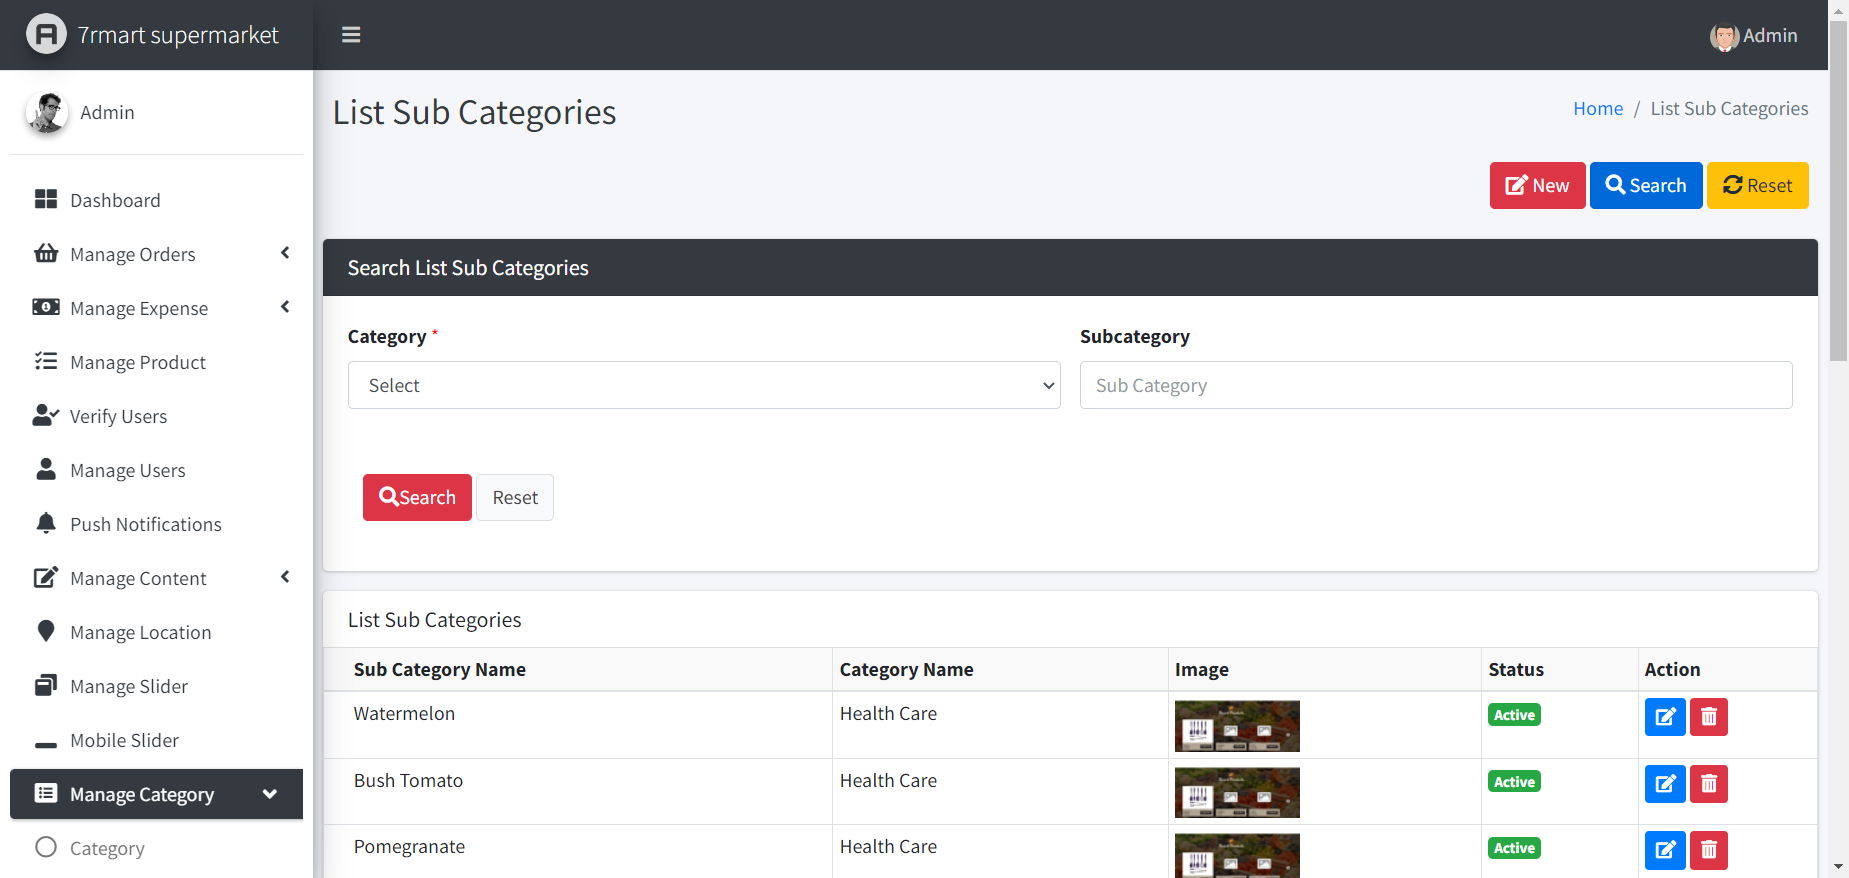 7rmart supermarket
Admin
Admin
Dashboard
Manage Orders
Manage Expense
Manage Product
Verify Users
Manage Users
Push Notifications
Manage Content
Manage Location
Manage Slider
Mobile Slider
Manage Category
Category
List Sub Categories
Home / List Sub Categories
New Search Reset
Search List Sub Categories
Category * Subcategory
Select Sub Category
Search Reset
List Sub Categories
Sub Category Name Category Name Image Status Action
Watermelon Health Care Active
Bush Tomato Health Care Active
Pomegranate Health Care Active